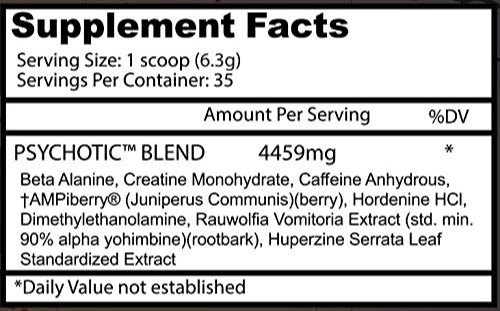 Supplement Facts
Serving Size: 1 scoop (6.3g)
Servings Per Container: 35
Amount Per Serving %DV
PSYCHOTIC™ BLEND 4459mg *
Beta Alanine, Creatine Monohydrate, Caffeine Anhydrous,
†AMPiberry® (Juniperus Communis)(berry), Hordenine HCl,
Dimethylethanolamine, Rauwolfia Vomitoria Extract (std. min.
90% alpha yohimbine)(rootbark), Huperzine Serrata Leaf
Standardized Extract
*Daily Value not established